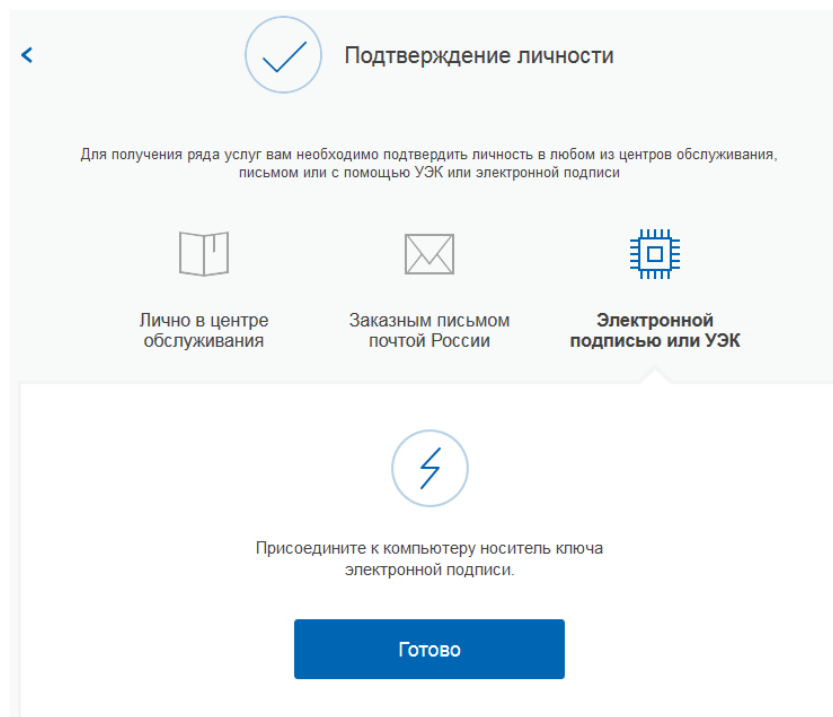 Подтверждение личности
Для получения ряда услуг вам необходимо подтвердить личность в любом из центров обслуживания,
письмом или с помощью УЭК или электронной подписи
Лично в центре
обслуживания
Заказным письмом
почтой России
Электронной
подписью или УЭК
Присоедините к компьютеру носитель ключа
электронной подписи.
Готово